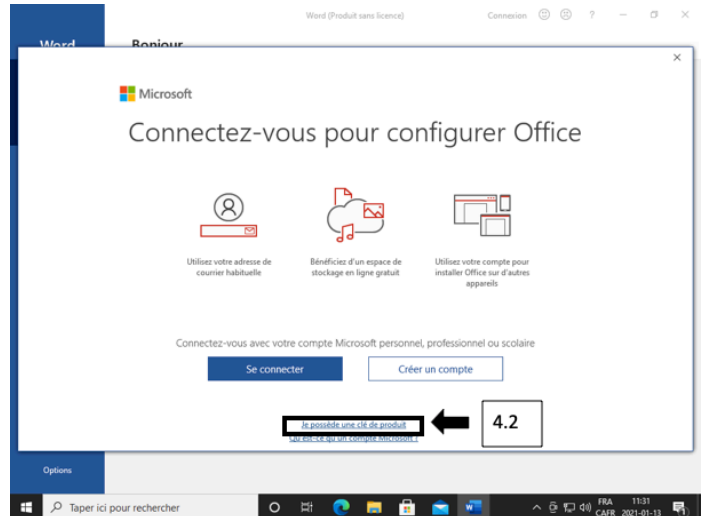 Word (Produit sans licence)
Connexion
?
Word
Bonjour
Microsoft
Connectez-vous pour configurer Office
Utilisez votre adresse de
courrier habituelle
Bénéficiez d'un espace de
stockage en ligne gratuit
Utilisez votre compte pour
installer Office sur d'autres
appareils
Connectez-vous avec votre compte Microsoft personnel, professionnel ou scolaire
Se connecter
Créer un compte
Je possède une clé de produit
4.2
Qu'est-ce qu'un compte Microsoft ?
Options
Taper ici pour rechercher
FRA
CAFR
11:31
2021-01-13